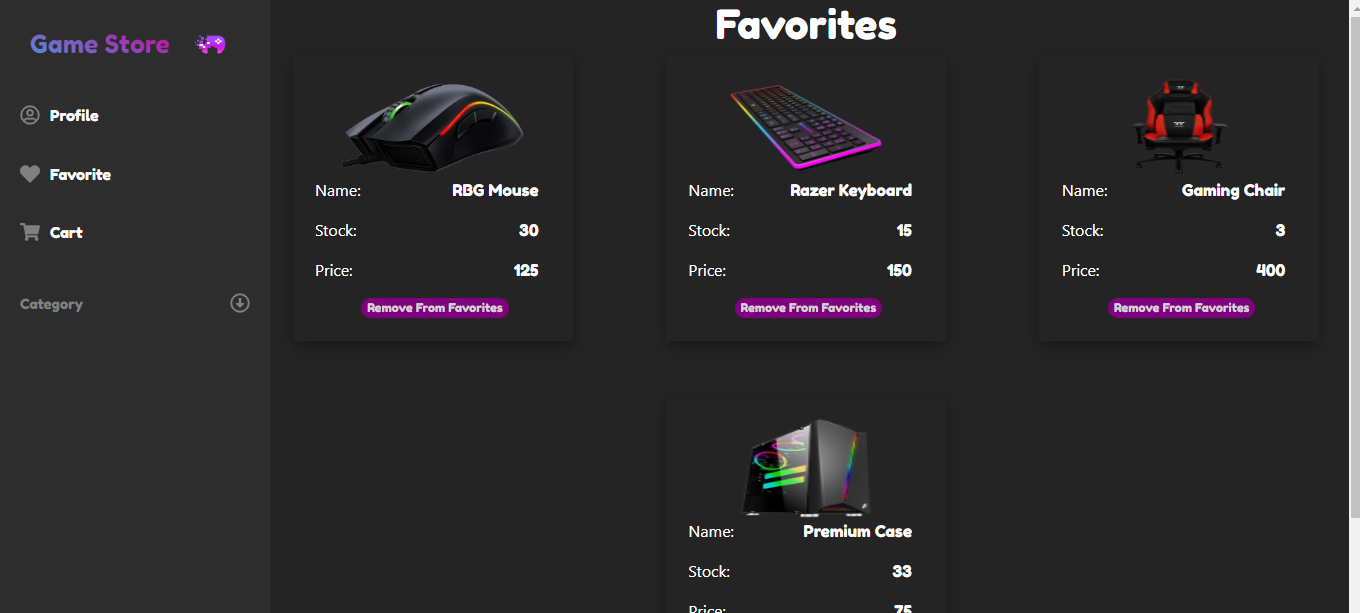 Game Store
Profile
Favorite
Cart
Category
Favorites
Name: RBG Mouse
Stock: 30
Price: 125
Remove From Favorites
Name: Razer Keyboard
Stock: 15
Price: 150
Remove From Favorites
Name: Gaming Chair
Stock: 3
Price: 400
Remove From Favorites
Name: Premium Case
Stock: 33
Price: 75